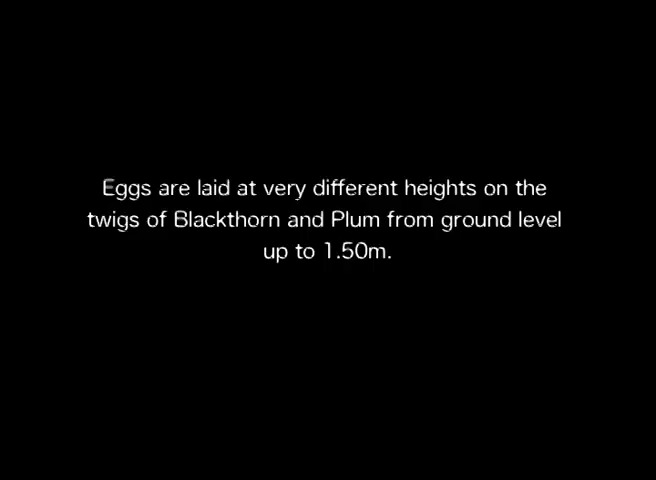 Eggs are laid at very different heights on the
twigs of Blackthorn and Plum from ground level
up to 1.50m.